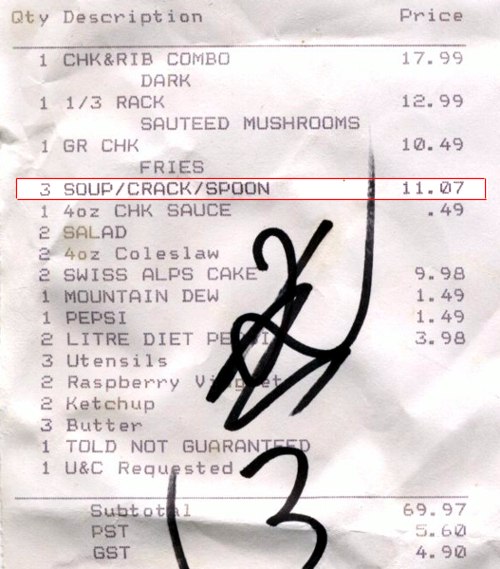 Qty Description Price
1 CHK&RIB COMBO 17.99
DARK
1 1/3 RACK 12.99
SAUTEED MUSHROOMS
1 GR CHK 10.49
FRIES
3 SOUP/CRACK/SPOON 11.07
1 4oz CHK SAUCE .49
2 SALAD
2 4oz Coleslaw
2 SWISS ALPS CAKE 9.98
1 MOUNTAIN DEW 1.49
1 PEPSI 1.49
2 LITRE DIET PEPSI 3.98
3 Utensils
2 Raspberry
2 Ketchup
3 Butter
1 TOLD NOT GUARANTEED
1 U&C Requested
Subtotal 69.97
PST 5.60
GST 4.90